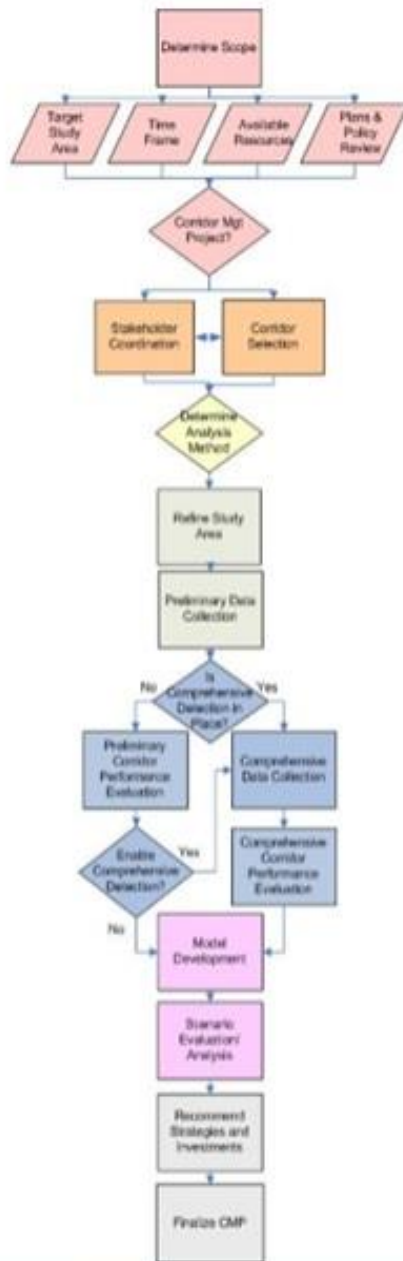 Determine Scope
Target
Study
Area
Time
Frame
Available
Resources
Plans &
Policy
Review
Corridor Mgt
Project?
Stakeholder
Coordination
Corridor
Selection
Determine
Analysis
Method
Refine Study
Area
Preliminary Data
Collection
Is
Comprehensive
Detection in
Place?
No
Yes
Preliminary
Corridor
Performance
Evaluation
Comprehensive
Data Collection
Enable
Comprehensive
Detection?
Yes
Comprehensive
Corridor
Performance
Evaluation
No
Model
Development
Scenario
Evaluation/
Analysis
Recommend
Strategies and
Investments
Finalize CMP